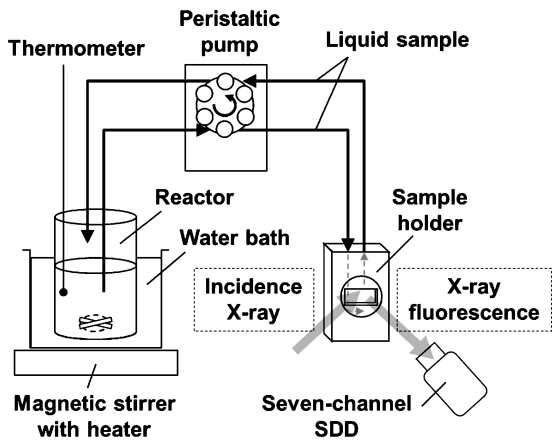 Peristaltic
pump
Thermometer
Liquid sample
Reactor
Water bath
Sample
holder
Incidence
X-ray
X-ray
fluorescence
Magnetic stirrer
with heater
Seven-channel
SDD